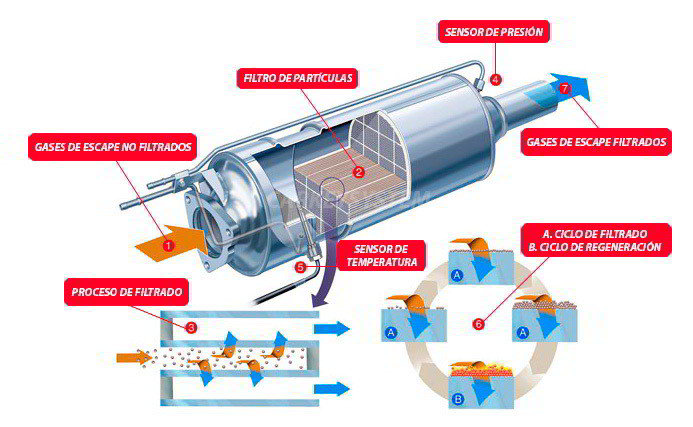 SENSOR DE PRESIÓN
4
FILTRO DE PARTÍCULAS
7
GASES DE ESCAPE NO FILTRADOS
GASES DE ESCAPE FILTRADOS
2
1
SENSOR DE
TEMPERATURA
5
A. CICLO DE FILTRADO
B. CICLO DE REGENERACIÓN
PROCESO DE FILTRADO
3
A
A
6
A
B